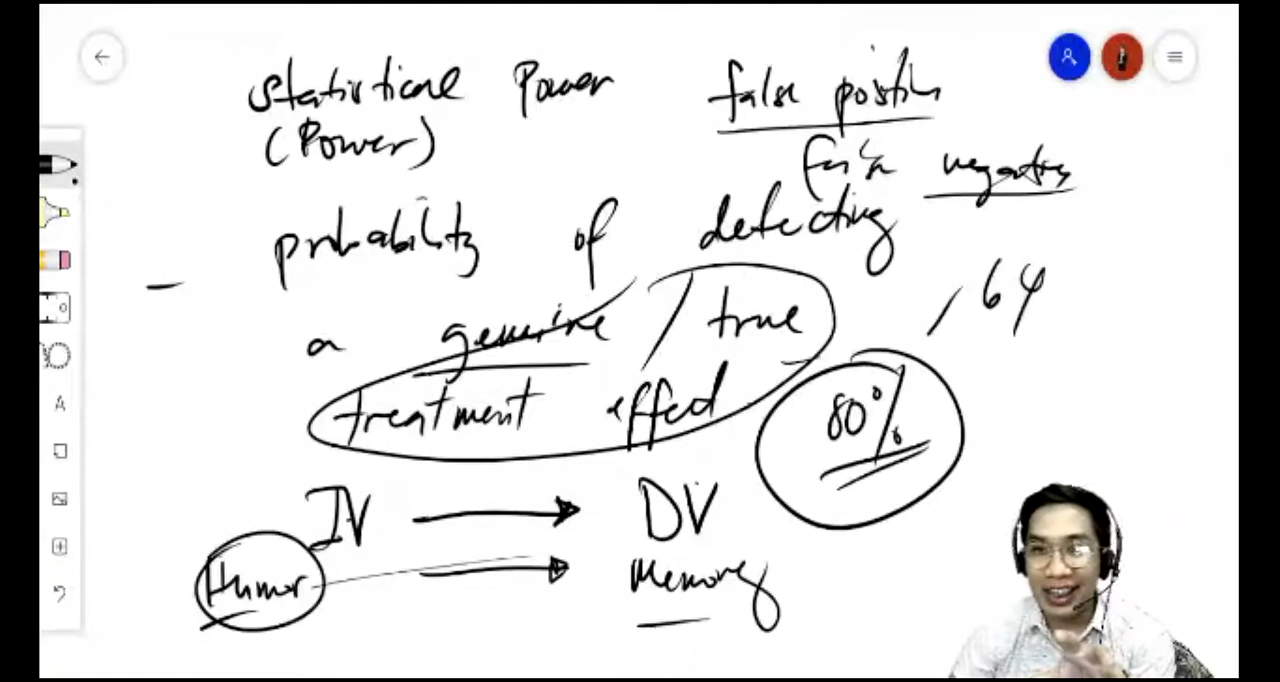 Statistical Power
(Power)
false positive
false negatives
probability of detecting
a genuine / true
treatment effect
,64
80%
IV → DV
Humor → Memory
A